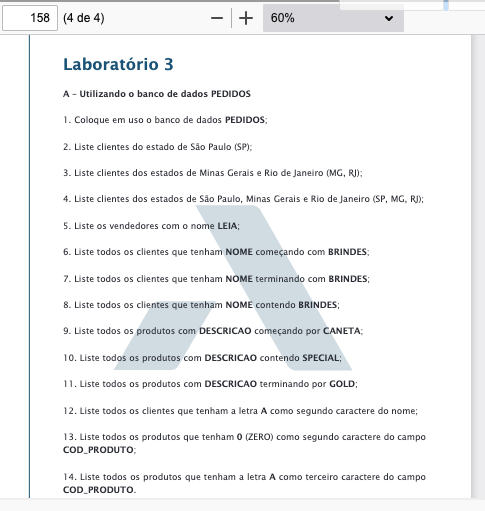 158 (4 de 4) 60%
Laboratório 3
A – Utilizando o banco de dados PEDIDOS
1. Coloque em uso o banco de dados PEDIDOS;
2. Liste clientes do estado de São Paulo (SP);
3. Liste clientes dos estados de Minas Gerais e Rio de Janeiro (MG, RJ);
4. Liste clientes dos estados de São Paulo, Minas Gerais e Rio de Janeiro (SP, MG, RJ);
5. Liste os vendedores com o nome LEIA;
6. Liste todos os clientes que tenham NOME começando com BRINDES;
7. Liste todos os clientes que tenham NOME terminando com BRINDES;
8. Liste todos os clientes que tenham NOME contendo BRINDES;
9. Liste todos os produtos com DESCRICAO começando por CANETA;
10. Liste todos os produtos com DESCRICAO contendo SPECIAL;
11. Liste todos os produtos com DESCRICAO terminando por GOLD;
12. Liste todos os clientes que tenham a letra A como segundo caractere do nome;
13. Liste todos os produtos que tenham 0 (ZERO) como segundo caractere do campo
COD_PRODUTO;
14. Liste todos os produtos que tenham a letra A como terceiro caractere do campo
COD_PRODUTO.